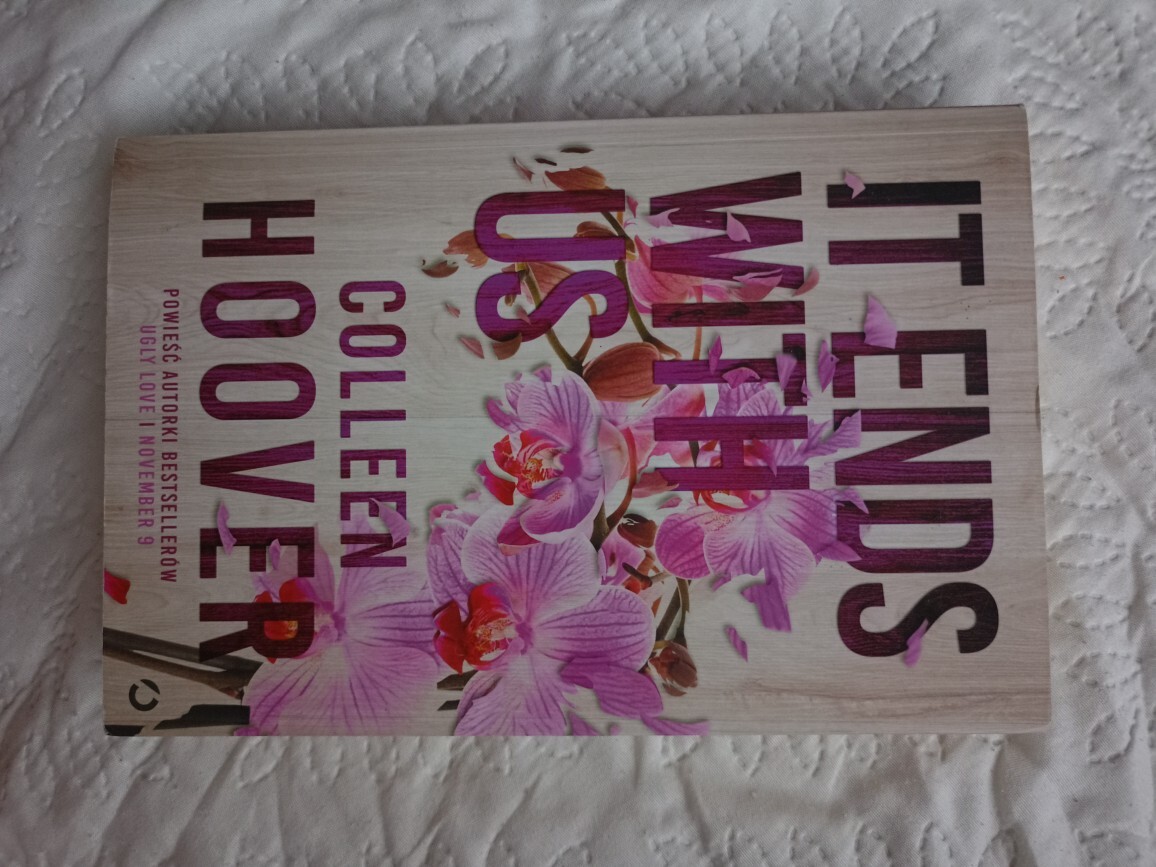 IT ENDS
WITH
US
COLLEEN
HOOVER
POWIEŚĆ AUTORKI BESTSELLERÓW
UGLY LOVE I NOVEMBER 9